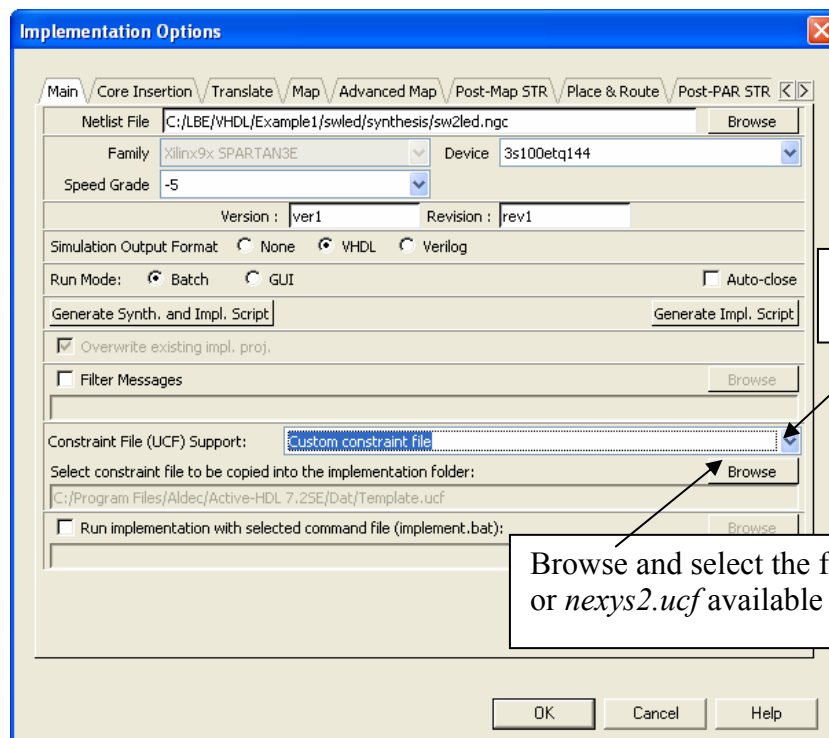 Implementation Options
Main Core Insertion Translate Map Advanced Map Post-Map STR Place & Route Post-PAR STR
Netlist File C:/LBE/VHDL/Example1/swled/synthesis/sw2led.ngc Browse
Family Xilinx9x SPARTAN3E Device 3s100etq144
Speed Grade -5
Version : ver1 Revision : rev1
Simulation Output Format None VHDL Verilog
Run Mode: Batch GUI Auto-close
Generate Synth. and Impl. Script Generate Impl. Script
Overwrite existing impl. proj.
Filter Messages Browse
Constraint File (UCF) Support: Custom constraint file
Select constraint file to be copied into the implementation folder: Browse
C:/Program Files/Aldec/Active-HDL 7.2SE/Dat/Template.ucf
Run implementation with selected command file (implement.bat): Browse
Browse and select the f
or nexys2.ucf available
OK Cancel Help